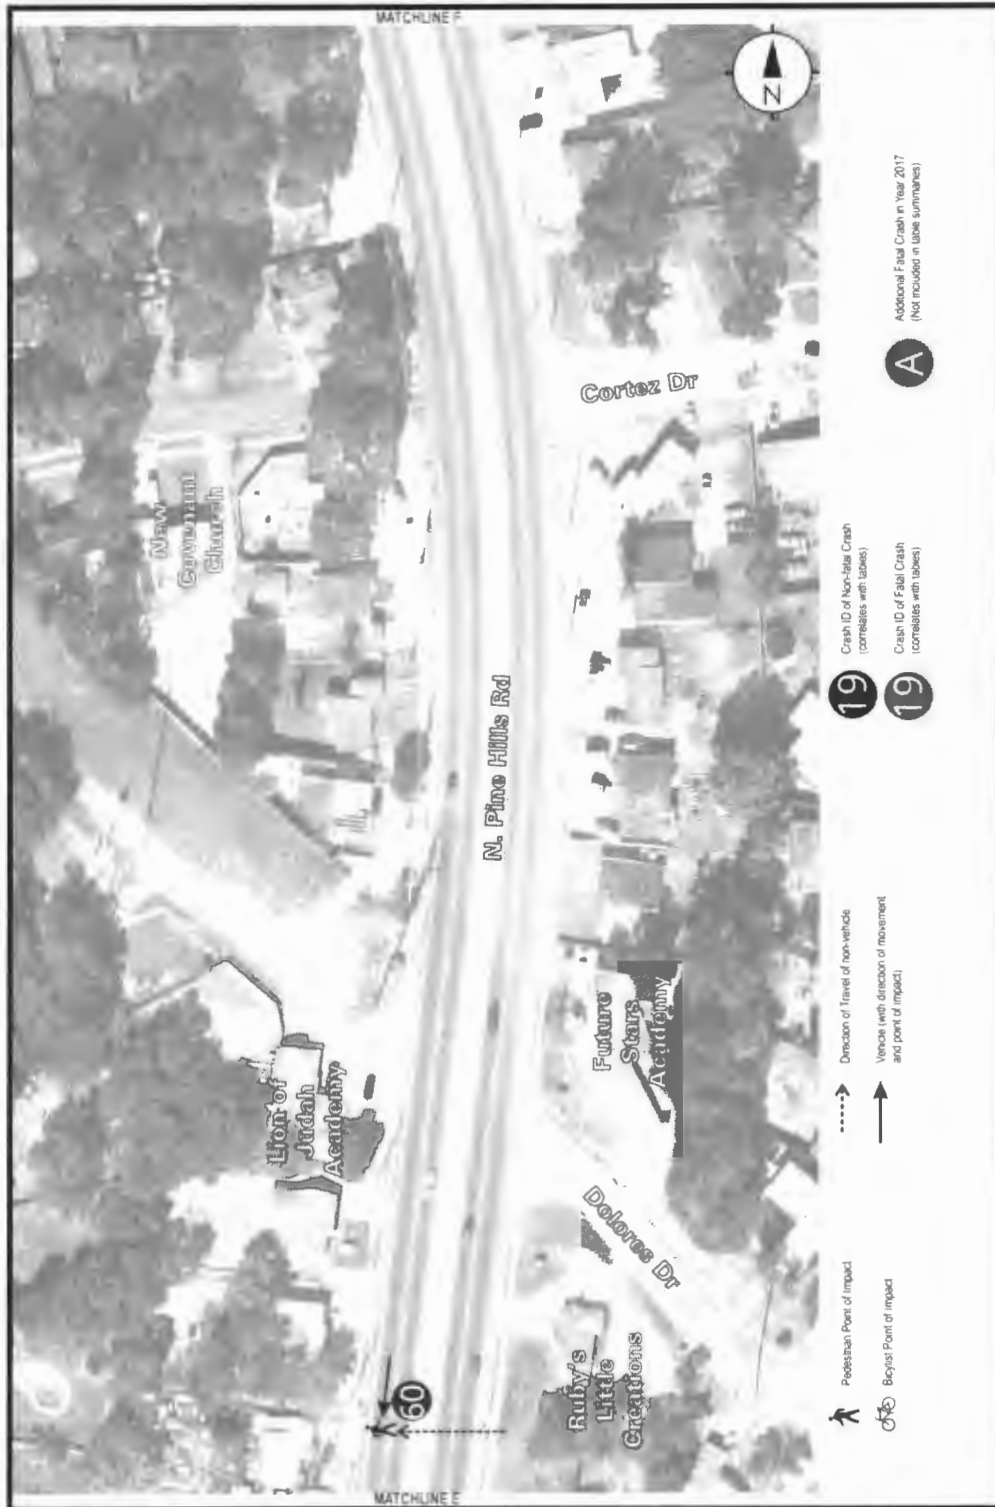 MATCHLINE F
N
New
Covenant
Church
Cortez Dr
N. Pine Hills Rd
Lion of
Judah
Academy
Future
Stars
Academy
Dolores Dr
Ruby's
Little
Creations
60
MATCHLINE E
Pedestrian Point of Impact
Bicyclist Point of Impact
Direction of Travel of non-vehicle
Vehicle (with direction of movement
and point of impact)
19
Crash ID of Non-fatal Crash
(correlates with tables)
19
Crash ID of Fatal Crash
(correlates with tables)
A
Additional Fatal Crash in Year 2017
(Not included in table summaries)